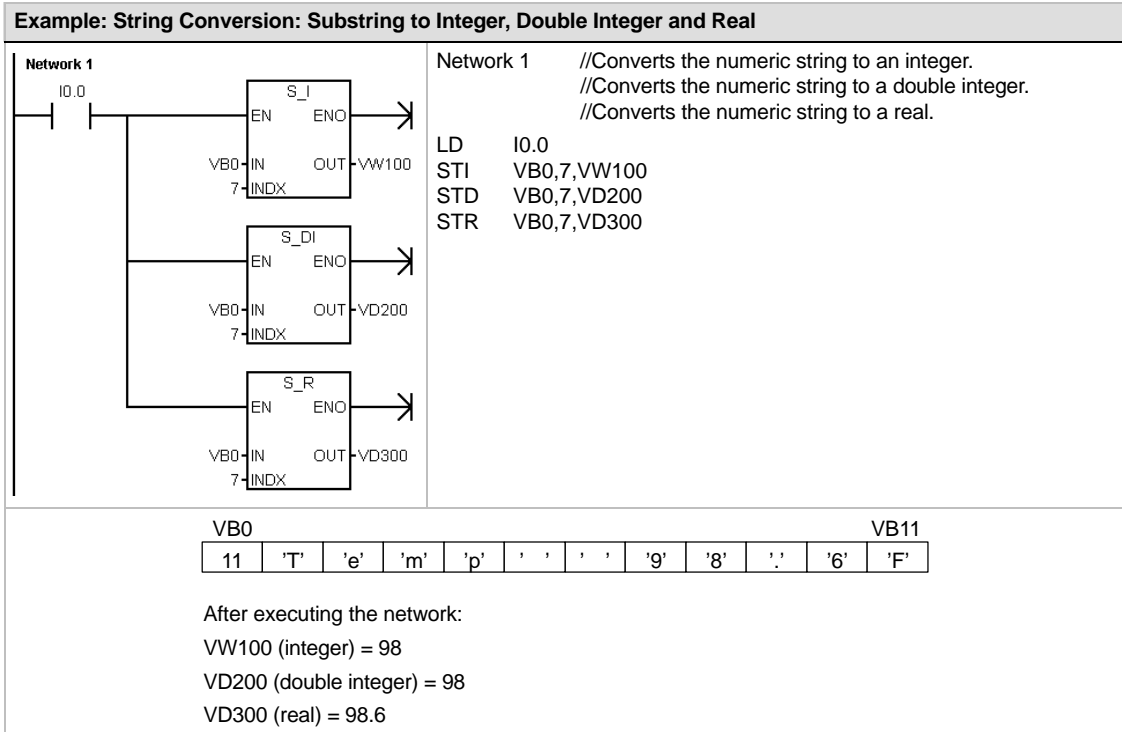 Example: String Conversion: Substring to Integer, Double Integer and Real
Network 1
I0.0
S_I
EN ENO
VB0 IN OUT VW100
7 INDX
S_DI
EN ENO
VB0 IN OUT VD200
7 INDX
S_R
EN ENO
VB0 IN OUT VD300
7 INDX
Network 1 //Converts the numeric string to an integer.
//Converts the numeric string to a double integer.
//Converts the numeric string to a real.
LD I0.0
STI VB0,7,VW100
STD VB0,7,VD200
STR VB0,7,VD300
VB0 VB11
11 ’T’ ’e’ ’m’ ’p’ ’ ’ ’ ’ ’9’ ’8’ ’.’ ’6’ ’F’
After executing the network:
VW100 (integer) = 98
VD200 (double integer) = 98
VD300 (real) = 98.6